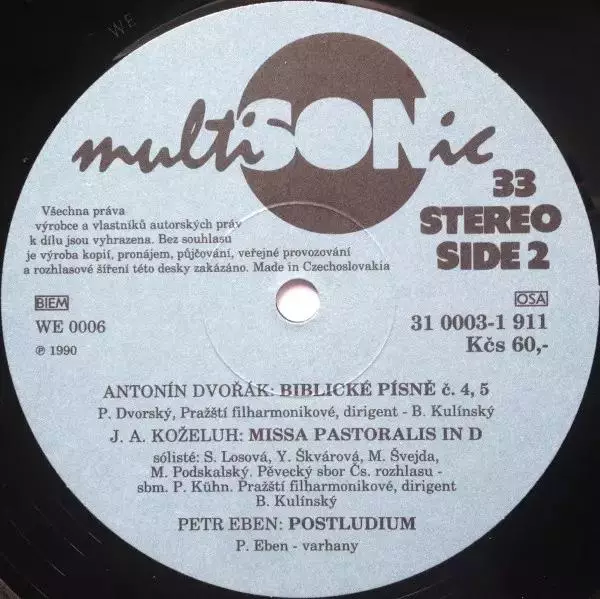 WE
multiSONic
33
STEREO
SIDE 2
Všechna práva
výrobce a vlastníků autorských práv
k dílu jsou vyhrazena. Bez souhlasu
je výroba kopií, pronájem, půjčování, veřejné provozování
a rozhlasové šíření této desky zakázáno. Made in Czechoslovakia
BIEM
OSA
WE 0006
31 0003-1 911
℗ 1990
Kčs 60,-
ANTONÍN DVOŘÁK: BIBLICKÉ PÍSNĚ č. 4, 5
P. Dvorský, Pražští filharmonikové, dirigent - B. Kulínský
J. A. KOŽELUH: MISSA PASTORALIS IN D
sólisté: S. Losová, Y. Škvárová, M. Švejda,
M. Podskalský. Pěvecký sbor Čs. rozhlasu -
sbm. P. Kühn. Pražští filharmonikové, dirigent
B. Kulínský
PETR EBEN: POSTLUDIUM
P. Eben - varhany